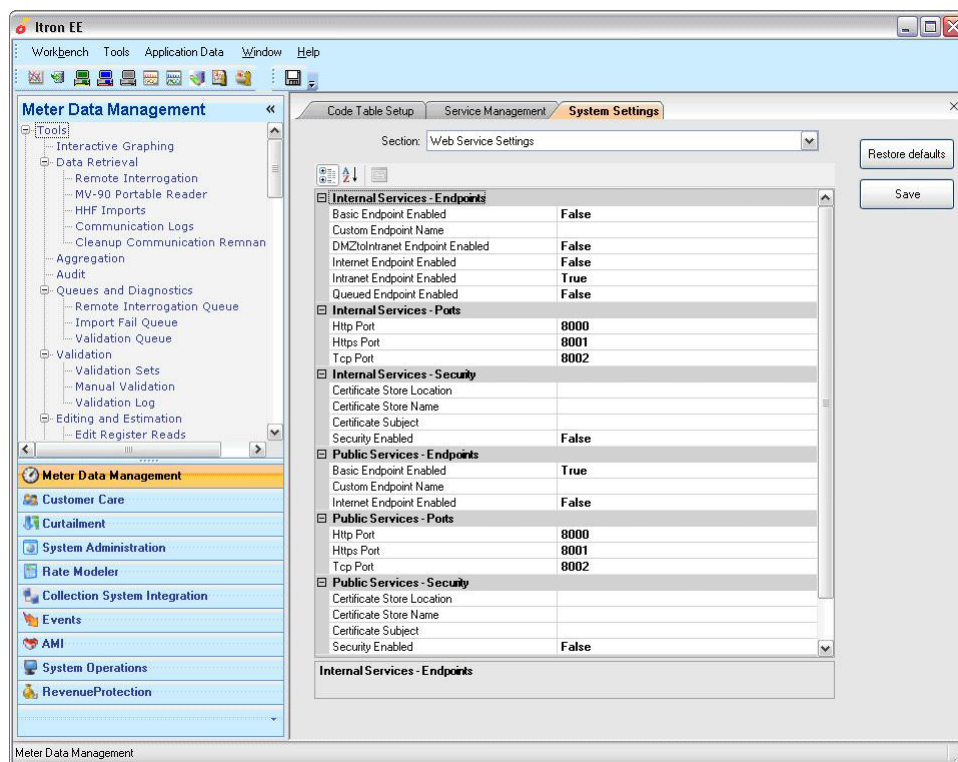 Itron EE
Workbench Tools Application Data Window Help
Meter Data Management «
Tools
Interactive Graphing
Data Retrieval
Remote Interrogation
MV-90 Portable Reader
HHF Imports
Communication Logs
Cleanup Communication Remnan
Aggregation
Audit
Queues and Diagnostics
Remote Interrogation Queue
Import Fail Queue
Validation Queue
Validation
Validation Sets
Manual Validation
Validation Log
Editing and Estimation
Edit Register Reads
Meter Data Management
Customer Care
Curtailment
System Administration
Rate Modeler
Collection System Integration
Events
AMI
System Operations
RevenueProtection
Code Table Setup Service Management System Settings
Section: Web Service Settings
Restore defaults
Save
Internal Services - Endpoints
Basic Endpoint Enabled False
Custom Endpoint Name
DMZtoIntranet Endpoint Enabled False
Internet Endpoint Enabled False
Intranet Endpoint Enabled True
Queued Endpoint Enabled False
Internal Services - Ports
Http Port 8000
Https Port 8001
Tcp Port 8002
Internal Services - Security
Certificate Store Location
Certificate Store Name
Certificate Subject
Security Enabled False
Public Services - Endpoints
Basic Endpoint Enabled True
Custom Endpoint Name
Internet Endpoint Enabled False
Public Services - Ports
Http Port 8000
Https Port 8001
Tcp Port 8002
Public Services - Security
Certificate Store Location
Certificate Store Name
Certificate Subject
Security Enabled False
Internal Services - Endpoints
Meter Data Management